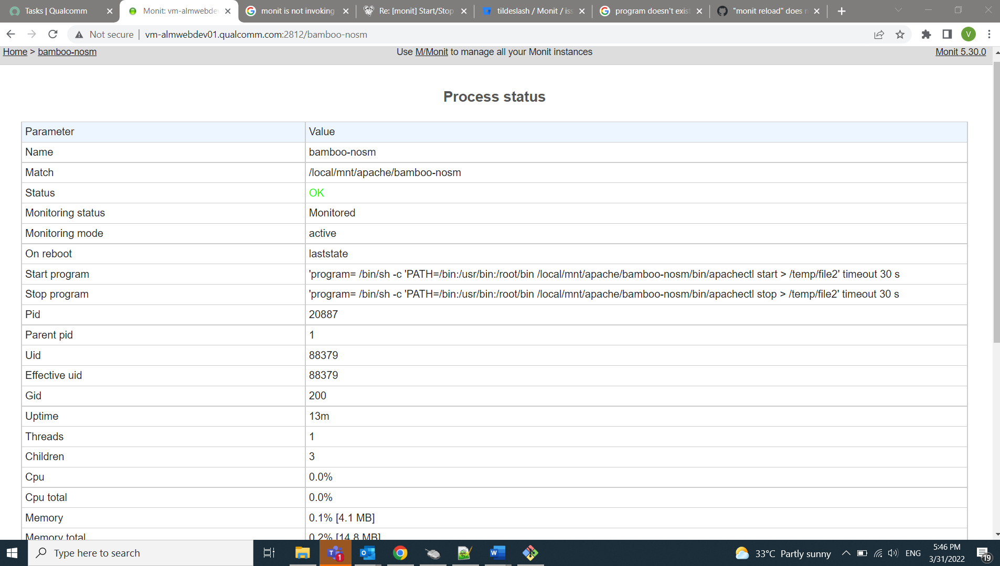 Tasks | Qualcomm
Monit: vm-almwebde
monit is not invoking
Re: [monit] Start/Stop
tildeslash / Monit / is
program doesn't exis
"monit reload" does n
Not secure
vm-almwebdev01.qualcomm.com:2812/bamboo-nosm
V
Home > bamboo-nosm
Use M/Monit to manage all your Monit instances
Monit 5.30.0
Process status
Parameter Value
Name bamboo-nosm
Match /local/mnt/apache/bamboo-nosm
Status OK
Monitoring status Monitored
Monitoring mode active
On reboot laststate
Start program 'program= /bin/sh -c 'PATH=/bin:/usr/bin:/root/bin /local/mnt/apache/bamboo-nosm/bin/apachectl start > /temp/file2' timeout 30 s
Stop program 'program= /bin/sh -c 'PATH=/bin:/usr/bin:/root/bin /local/mnt/apache/bamboo-nosm/bin/apachectl stop > /temp/file2' timeout 30 s
Pid 20887
Parent pid 1
Uid 88379
Effective uid 88379
Gid 200
Uptime 13m
Threads 1
Children 3
Cpu 0.0%
Cpu total 0.0%
Memory 0.1% [4.1 MB]
Memory total 0.2% [14.8 MB]
Type here to search
1
33°C Partly sunny
ENG
5:46 PM
3/31/2022
19